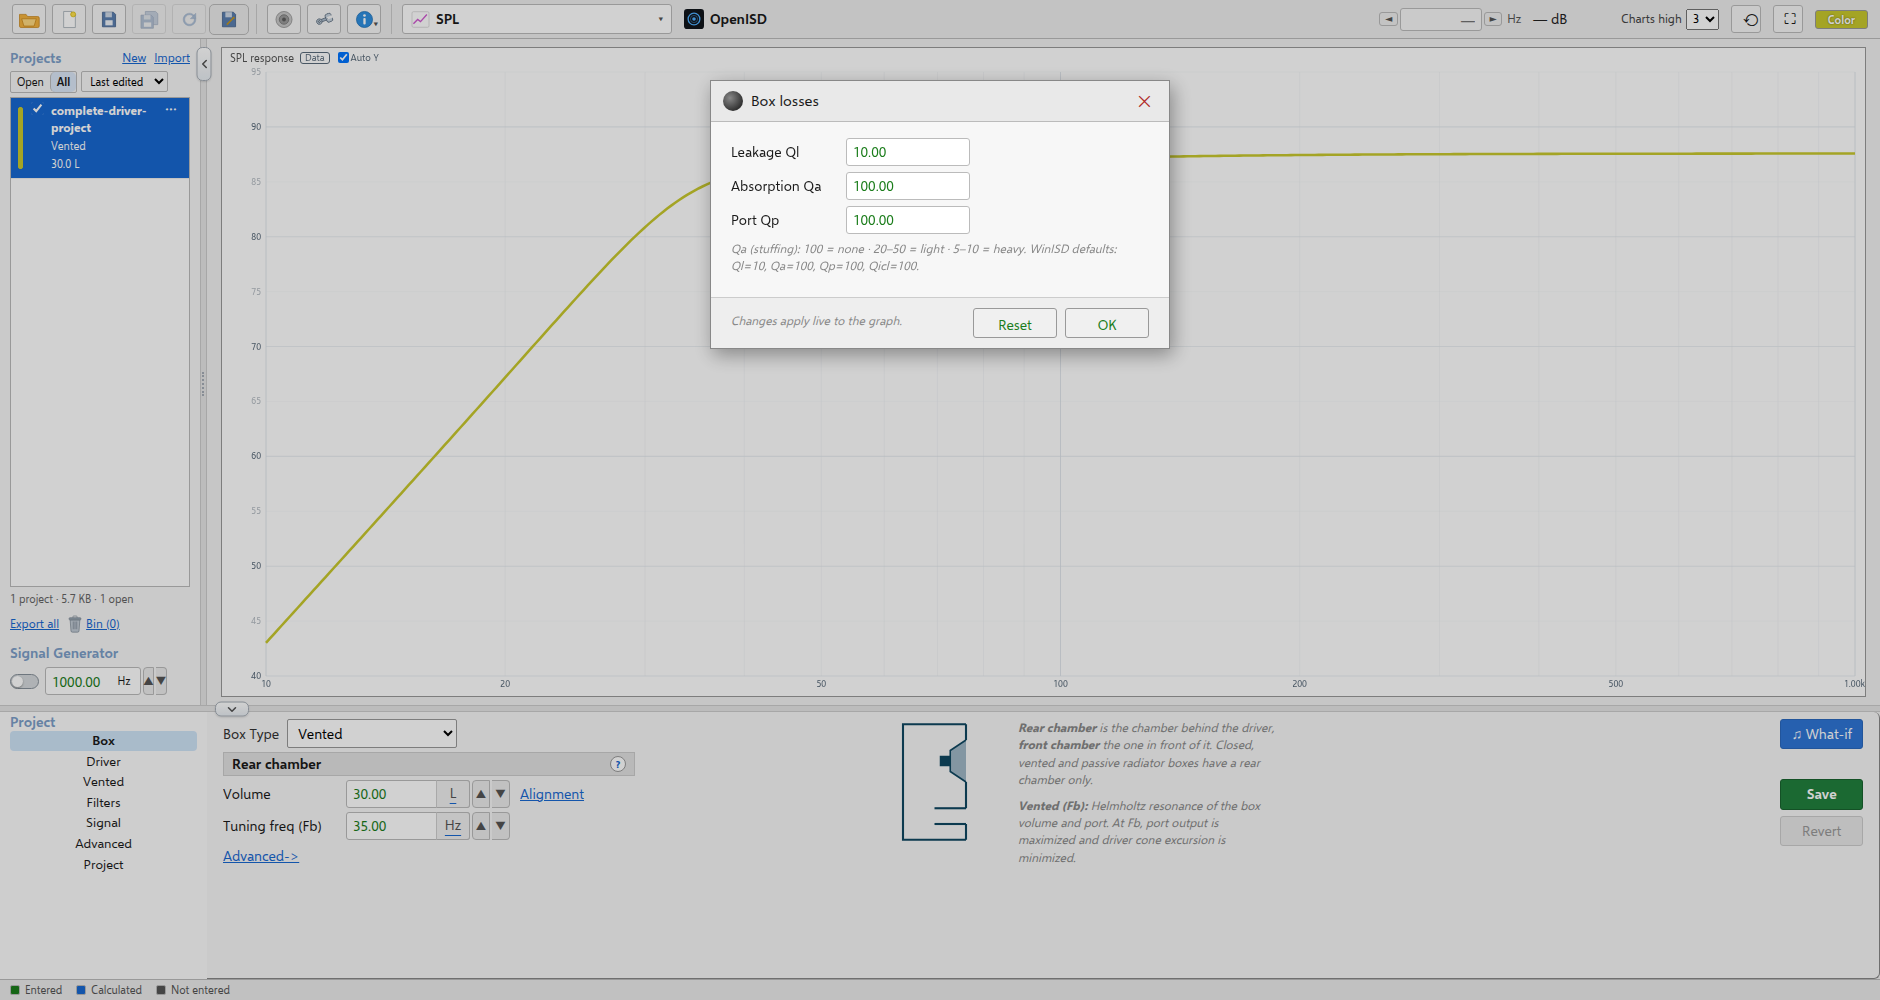 SPL
OpenISD
—
Hz
— dB
Charts high
3
Color
Projects
New
Import
Open
All
Last edited
complete-driver-
project
Vented
30.0 L
1 project · 5.7 KB · 1 open
Export all
Bin (0)
Signal Generator
1000.00 Hz
SPL response
Data
Auto Y
95
90
85
80
75
70
65
60
55
50
45
40
10
20
50
100
200
500
1.00k
Box losses
Leakage Ql
10.00
Absorption Qa
100.00
Port Qp
100.00
Qa (stuffing): 100 = none · 20–50 = light · 5–10 = heavy. WinISD defaults:
Ql=10, Qa=100, Qp=100, Qicl=100.
Changes apply live to the graph.
Reset
OK
Project
Box
Driver
Vented
Filters
Signal
Advanced
Project
Box Type
Vented
Rear chamber
?
Volume
30.00
L
Alignment
Tuning freq (Fb)
35.00
Hz
Advanced->
Rear chamber is the chamber behind the driver,
front chamber the one in front of it. Closed,
vented and passive radiator boxes have a rear
chamber only.
Vented (Fb): Helmholtz resonance of the box
volume and port. At Fb, port output is
maximized and driver cone excursion is
minimized.
♫ What-if
Save
Revert
Entered
Calculated
Not entered